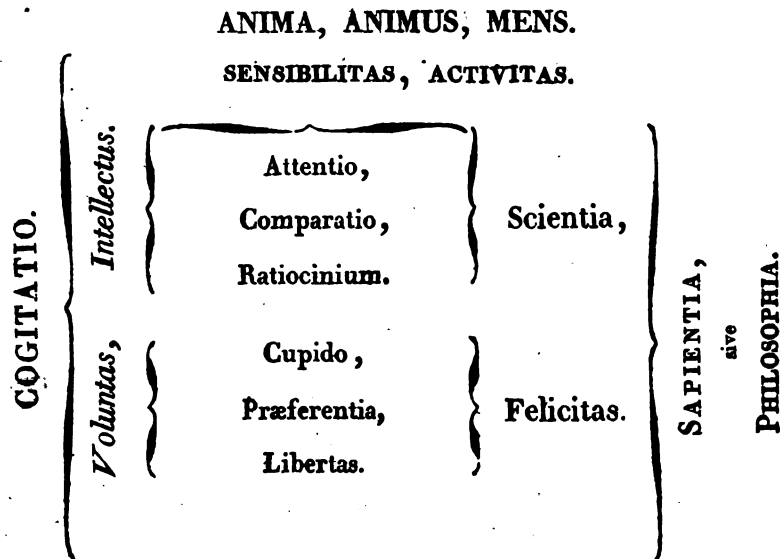 ANIMA, ANIMUS, MENS.
SENSIBILITAS, ACTIVITAS.
COGITATIO.
Intellectus.
Attentio,
Comparatio,
Ratiocinium.
Scientia,
Voluntas,
Cupido,
Præferentia,
Libertas.
Felicitas.
SAPIENTIA,
sive
PHILOSOPHIA.